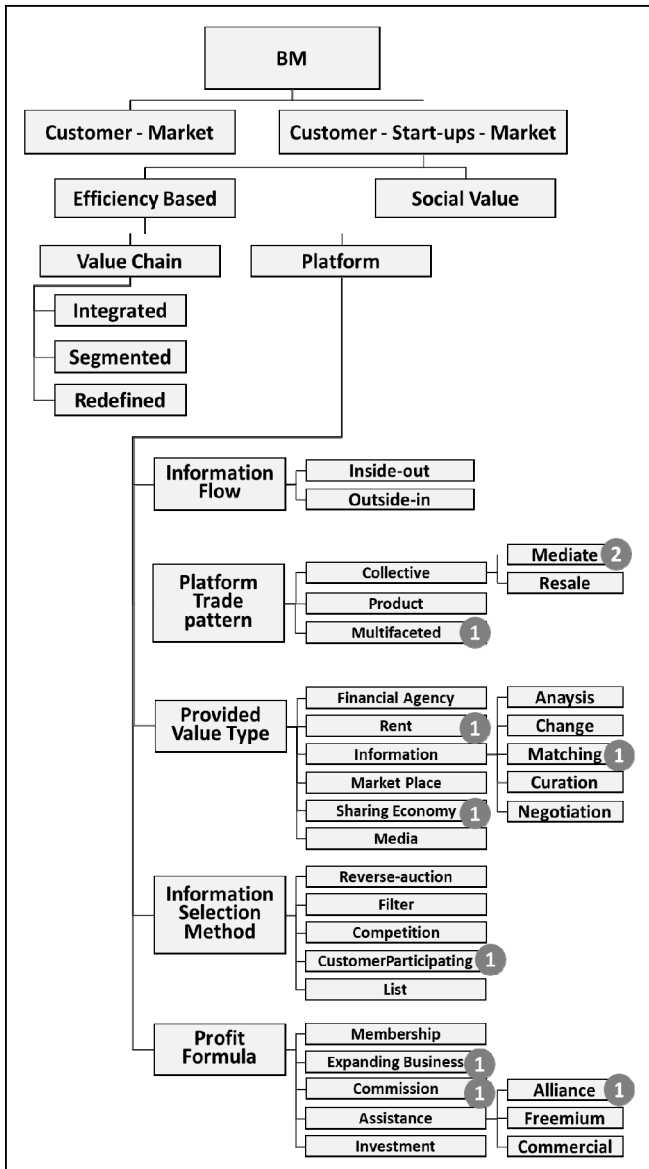 BM
Customer - Market
Customer - Start-ups - Market
Efficiency Based
Social Value
Value Chain
Platform
Integrated
Segmented
Redefined
Information
Flow
Inside-out
Outside-in
Platform
Trade
pattern
Collective
Product
Multifaceted 1
Mediate 2
Resale
Provided
Value Type
Financial Agency
Rent 1
Information
Market Place
Sharing Economy 1
Media
Anaysis
Change
Matching 1
Curation
Negotiation
Information
Selection
Method
Reverse-auction
Filter
Competition
CustomerParticipating 1
List
Profit
Formula
Membership
Expanding Business 1
Commission 1
Assistance
Investment
Alliance 1
Freemium
Commercial